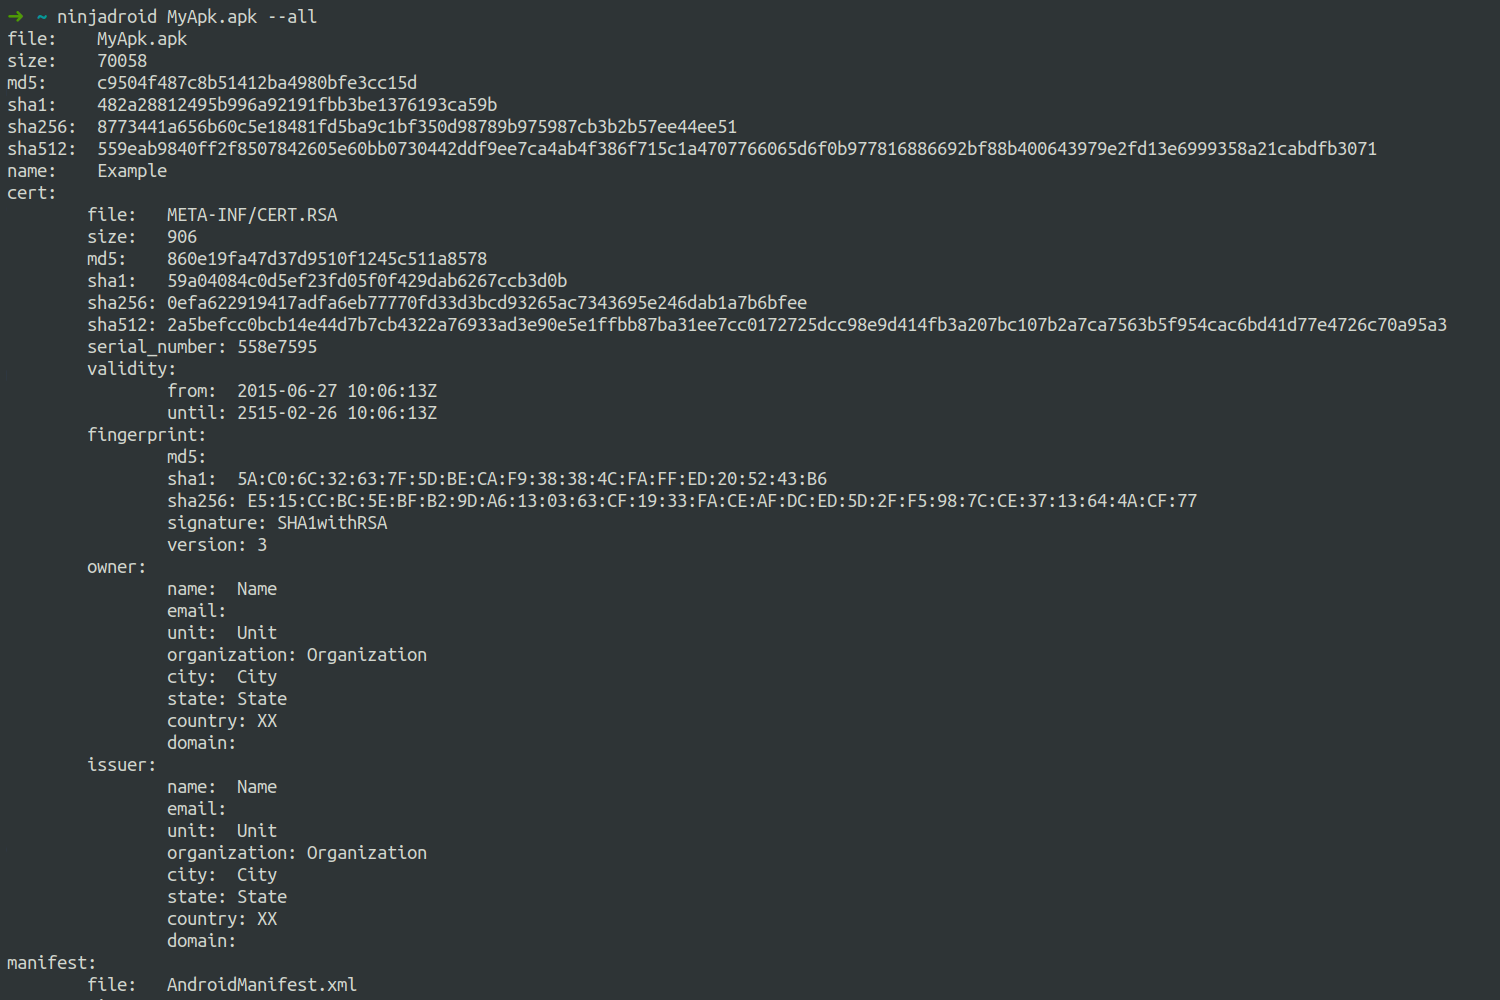 ➜ ~ ninjadroid MyApk.apk --all
file: MyApk.apk
size: 70058
md5: c9504f487c8b51412ba4980bfe3cc15d
sha1: 482a28812495b996a92191fbb3be1376193ca59b
sha256: 8773441a656b60c5e18481fd5ba9c1bf350d98789b975987cb3b2b57ee44ee51
sha512: 559eab9840ff2f8507842605e60bb0730442ddf9ee7ca4ab4f386f715c1a4707766065d6f0b977816886692bf88b400643979e2fd13e6999358a21cabdfb3071
name: Example
cert:
file: META-INF/CERT.RSA
size: 906
md5: 860e19fa47d37d9510f1245c511a8578
sha1: 59a04084c0d5ef23fd05f0f429dab6267ccb3d0b
sha256: 0efa622919417adfa6eb77770fd33d3bcd93265ac7343695e246dab1a7b6bfee
sha512: 2a5befcc0bcb14e44d7b7cb4322a76933ad3e90e5e1ffbb87ba31ee7cc0172725dcc98e9d414fb3a207bc107b2a7ca7563b5f954cac6bd41d77e4726c70a95a3
serial_number: 558e7595
validity:
from: 2015-06-27 10:06:13Z
until: 2515-02-26 10:06:13Z
fingerprint:
md5:
sha1: 5A:C0:6C:32:63:7F:5D:BE:CA:F9:38:38:4C:FA:FF:ED:20:52:43:B6
sha256: E5:15:CC:BC:5E:BF:B2:9D:A6:13:03:63:CF:19:33:FA:CE:AF:DC:ED:5D:2F:F5:98:7C:CE:37:13:64:4A:CF:77
signature: SHA1withRSA
version: 3
owner:
name: Name
email:
unit: Unit
organization: Organization
city: City
state: State
country: XX
domain:
issuer:
name: Name
email:
unit: Unit
organization: Organization
city: City
state: State
country: XX
domain:
manifest:
file: AndroidManifest.xml